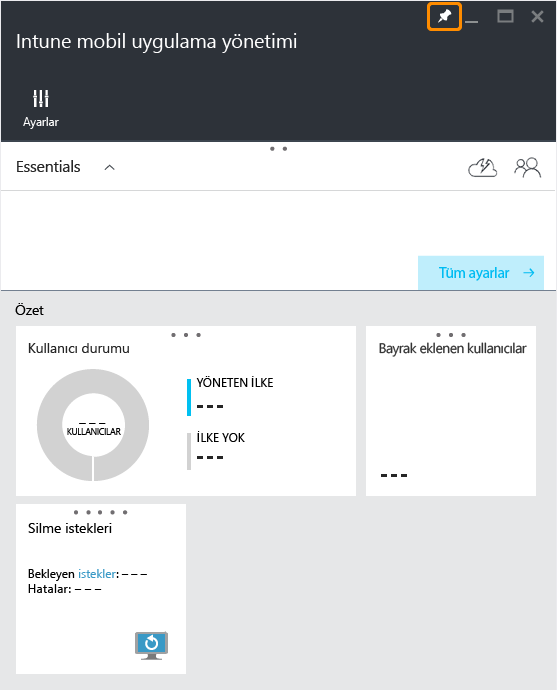 Intune mobil uygulama yönetimi
Ayarlar
Essentials
Tüm ayarlar
Özet
Kullanıcı durumu
YÖNETEN İLKE
---
--- KULLANICILAR
İLKE YOK
---
Bayrak eklenen kullanıcılar
---
Silme istekleri
Bekleyen istekler: ---
Hatalar: ---